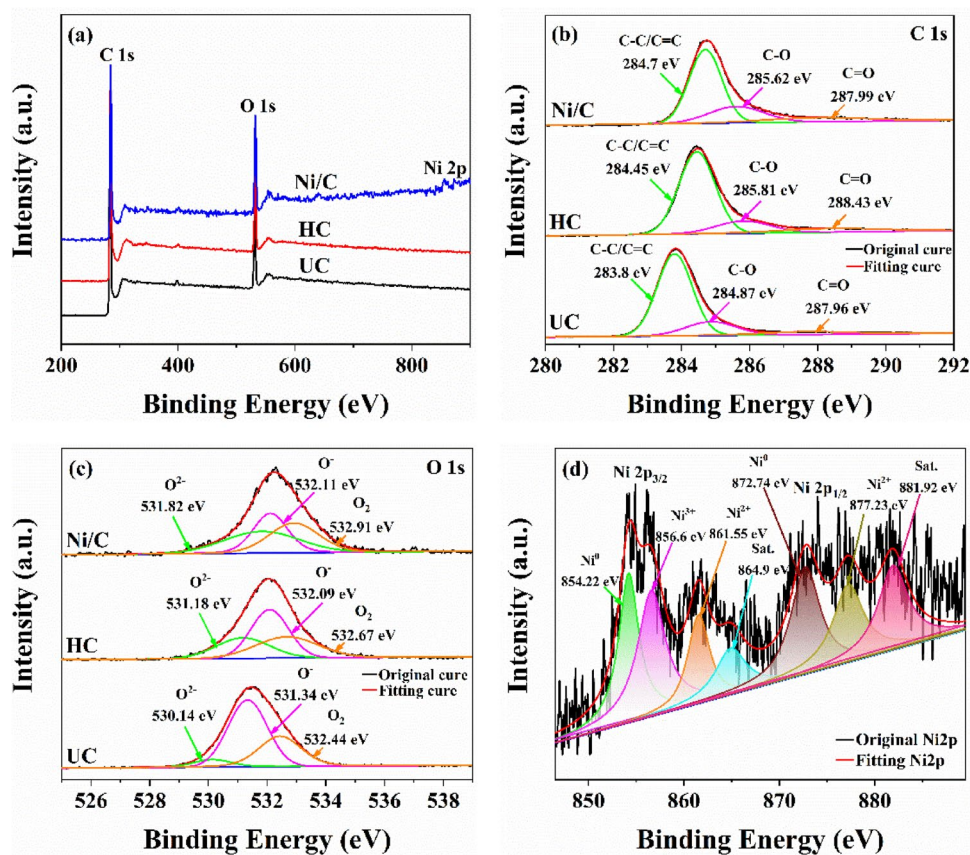 (a)
C 1s
O 1s
Ni 2p
Ni/C
HC
UC
Intensity (a.u.)
200 400 600 800
Binding Energy (eV)
(b)
C 1s
C-C/C=C
284.7 eV
C-O
285.62 eV
C=O
287.99 eV
Ni/C
C-C/C=C
284.45 eV
C-O
285.81 eV
C=O
288.43 eV
HC
Original cure
Fitting cure
C-C/C=C
283.8 eV
C-O
284.87 eV
C=O
287.96 eV
UC
Intensity (a.u.)
280 282 284 286 288 290 292
Binding Energy (eV)
(c)
O 1s
O2-
531.82 eV
O-
532.11 eV
O2
532.91 eV
Ni/C
O2-
531.18 eV
O-
532.09 eV
O2
532.67 eV
HC
Original cure
Fitting cure
O2-
530.14 eV
O-
531.34 eV
O2
532.44 eV
UC
Intensity (a.u.)
526 528 530 532 534 536 538
Binding Energy (eV)
(d)
Ni 2p3/2
Ni0
854.22 eV
Ni3+
856.6 eV
Ni2+
861.55 eV
Sat.
864.9 eV
Ni0
872.74 eV
Ni 2p1/2
Ni2+
877.23 eV
Sat.
881.92 eV
Original Ni2p
Fitting Ni2p
Intensity (a.u.)
850 860 870 880
Binding Energy (eV)